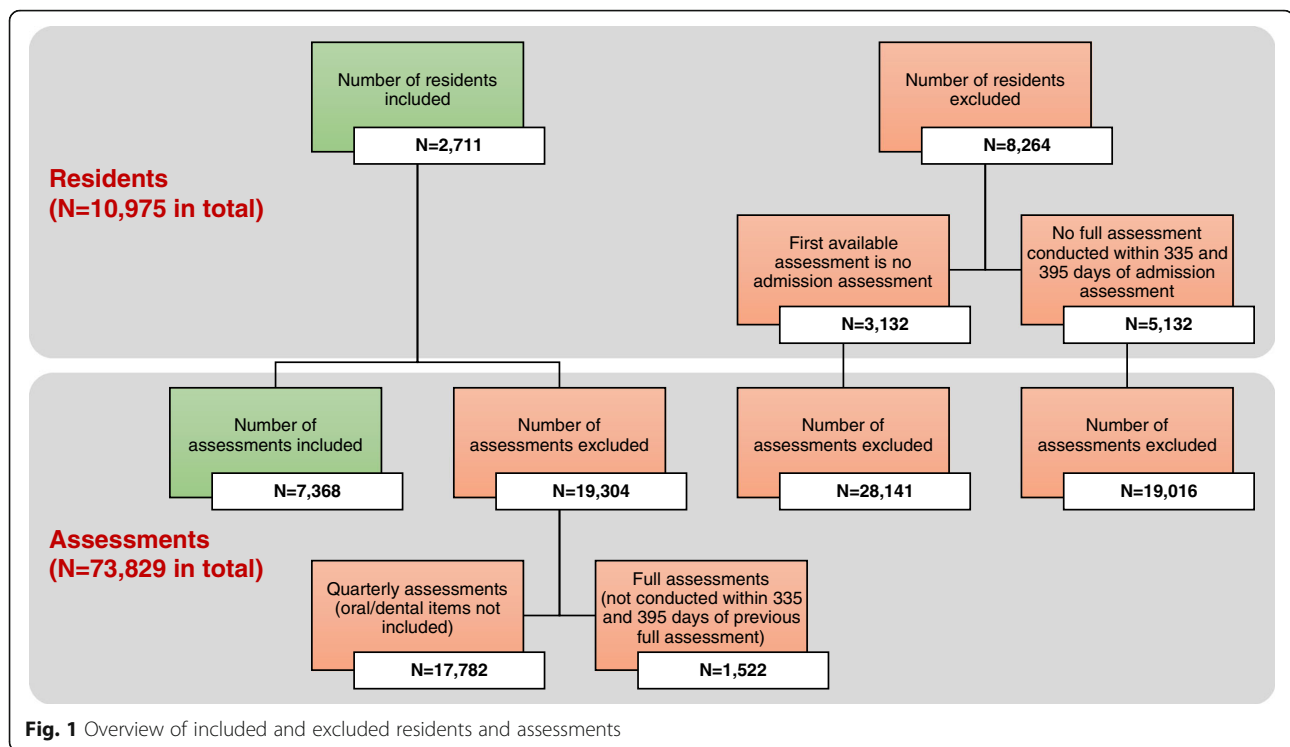 Number of residents
included
N=2,711
Number of residents
excluded
N=8,264
Residents
(N=10,975 in total)
First available
assessment is no
admission assessment
N=3,132
No full assessment
conducted within 335 and
395 days of admission
assessment
N=5,132
Number of
assessments included
N=7,368
Number of
assessments excluded
N=19,304
Number of
assessments excluded
N=28,141
Number of
assessments excluded
N=19,016
Assessments
(N=73,829 in total)
Quarterly assessments
(oral/dental items not
included)
N=17,782
Full assessments
(not conducted within 335
and 395 days of previous
full assessment)
N=1,522
Fig. 1 Overview of included and excluded residents and assessments